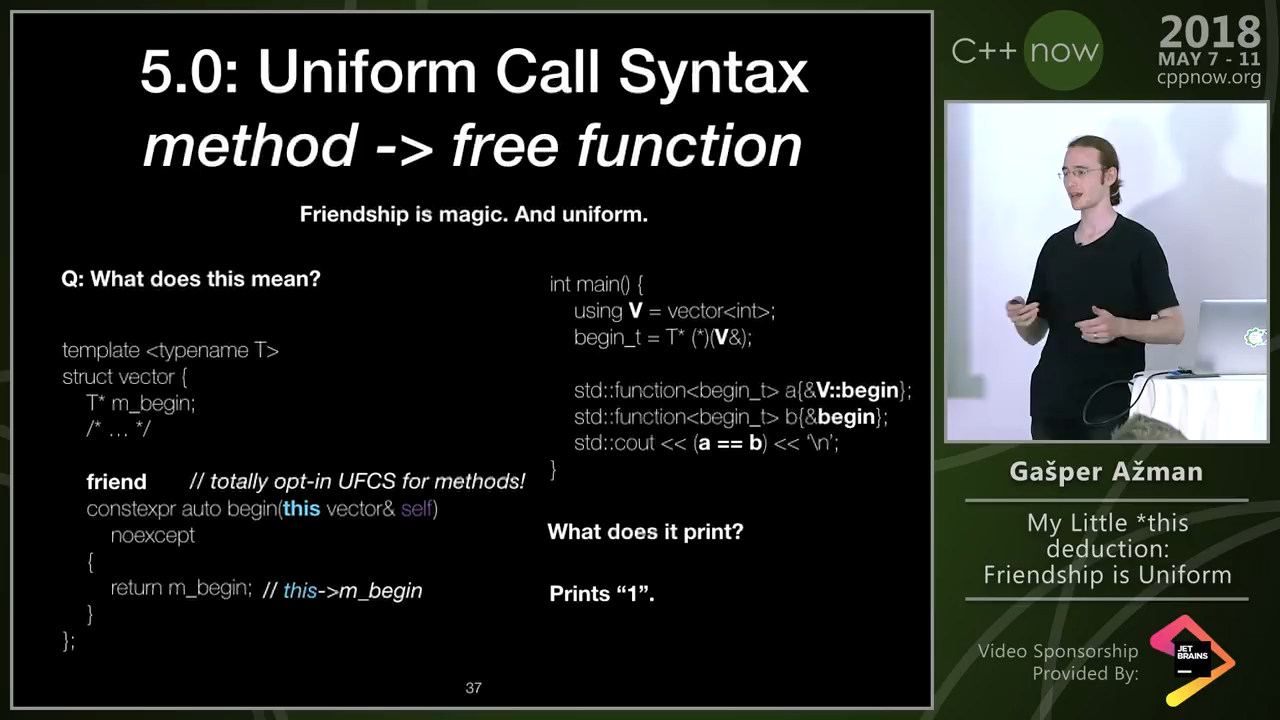 5.0: Uniform Call Syntax
method -> free function
Friendship is magic. And uniform.
Q: What does this mean?
template <typename T>
struct vector {
T* m_begin;
/* … */
friend // totally opt-in UFCS for methods!
constexpr auto begin(this vector& self)
noexcept
{
return m_begin; // this->m_begin
}
};
int main() {
using V = vector<int>;
begin_t = T* (*)(V&);
std::function<begin_t> a{&V::begin};
std::function<begin_t> b{&begin};
std::cout << (a == b) << '\n’;
}
What does it print?
Prints “1”.
37
C++ now
2018
MAY 7 - 11
cppnow.org
Gašper Ažman
My Little *this
deduction:
Friendship is Uniform
Video Sponsorship
Provided By:
JET
BRAINS